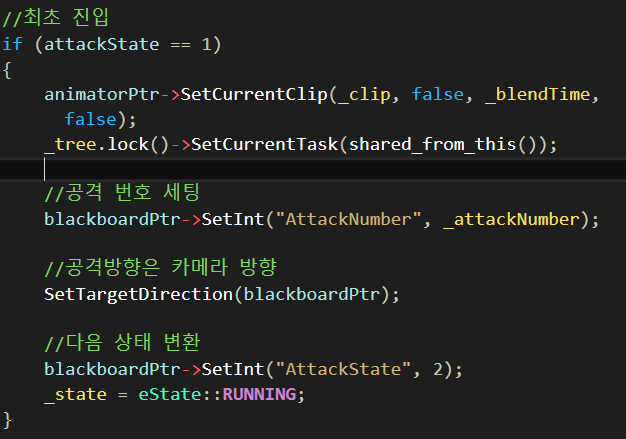 //최초 진입
if (attackState == 1)
{
animatorPtr->SetCurrentClip(_clip, false, _blendTime,
false);
_tree.lock()->SetCurrentTask(shared_from_this());
//공격 번호 세팅
blackboardPtr->SetInt("AttackNumber", _attackNumber);
//공격방향은 카메라 방향
SetTargetDirection(blackboardPtr);
//다음 상태 변환
blackboardPtr->SetInt("AttackState", 2);
_state = eState::RUNNING;
}